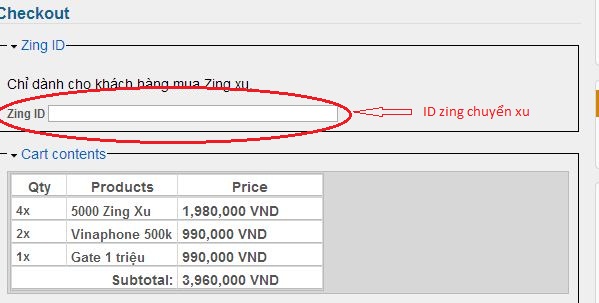 Checkout
Zing ID
Chỉ dành cho khách hàng mua Zing xu
Zing ID
ID zing chuyển xu
Cart contents
Qty Products Price
4x 5000 Zing Xu 1,980,000 VND
2x Vinaphone 500k 990,000 VND
1x Gate 1 triệu 990,000 VND
Subtotal: 3,960,000 VND